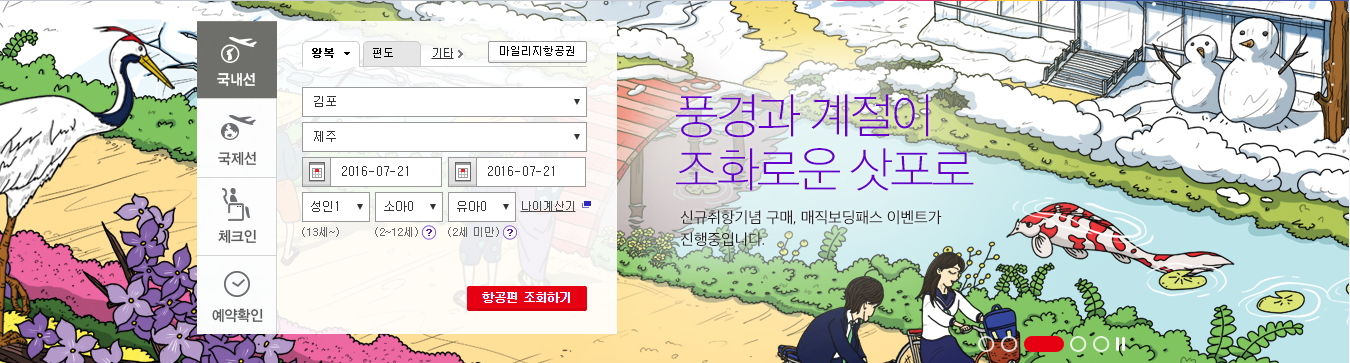 국내선
국제선
체크인
예약확인
왕복 편도 기타 마일리지항공권
김포
제주
2016-07-21 2016-07-21
성인1 소아0 유아0 나이계산기
(13세~) (2~12세) ? (2세 미만) ?
항공편 조회하기
풍경과 계절이
조화로운 삿포로
신규취항기념 구매, 매직보딩패스 이벤트가
진행중입니다.